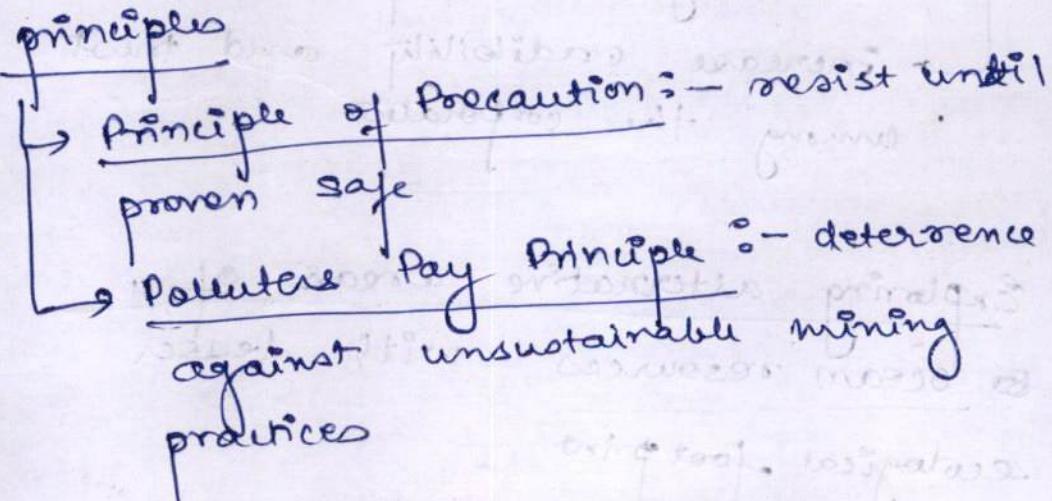 principles
→ Principle of Precaution :- resist until
proven safe
→ Polluters Pay Principle :- deterrence
against unsustainable mining
practices